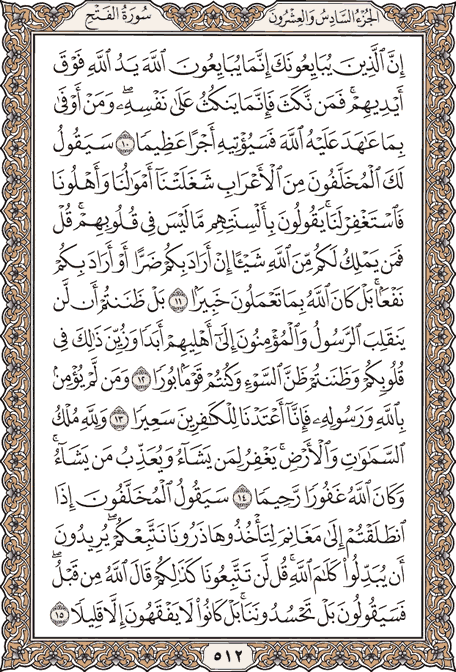 الجزء السادس والعشرون سورة الفتح
إِنَّ ٱلَّذِينَ يُبَايِعُونَكَ إِنَّمَا يُبَايِعُونَ ٱللَّهَ يَدُ ٱللَّهِ فَوْقَ
أَيْدِيهِمْۚ فَمَن نَّكَثَ فَإِنَّمَا يَنكُثُ عَلَىٰ نَفْسِهِۦۖ وَمَنْ أَوْفَىٰ
بِمَا عَٰهَدَ عَلَيْهُ ٱللَّهَ فَسَيُؤْتِيهِ أَجْرًا عَظِيمًا ١٠ سَيَقُولُ
لَكَ ٱلْمُخَلَّفُونَ مِنَ ٱلْأَعْرَابِ شَغَلَتْنَآ أَمْوَٰلُنَا وَأَهْلُونَا
فَٱسْتَغْفِرْ لَنَاۚ يَقُولُونَ بِأَلْسِنَتِهِم مَّا لَيْسَ فِى قُلُوبِهِمْۚ قُلْ
فَمَن يَمْلِكُ لَكُم مِّنَ ٱللَّهِ شَيْـًٔا إِنْ أَرَادَ بِكُمْ ضَرًّا أَوْ أَرَادَ بِكُمْ
نَفْعًۢاۚ بَلْ كَانَ ٱللَّهُ بِمَا تَعْمَلُونَ خَبِيرًۢا ١١ بَلْ ظَنَنتُمْ أَن لَّن
يَنقَلِبَ ٱلرَّسُولُ وَٱلْمُؤْمِنُونَ إِلَىٰٓ أَهْلِيهِمْ أَبَدًا وَزُيِّنَ ذَٰلِكَ فِى
قُلُوبِكُمْ وَظَنَنتُمْ ظَنَّ ٱلسَّوْءِ وَكُنتُمْ قَوْمًۢا بُورًا ١٢ وَمَن لَّمْ يُؤْمِنۢ
بِٱللَّهِ وَرَسُولِهِۦ فَإِنَّآ أَعْتَدْنَا لِلْكَٰفِرِينَ سَعِيرًا ١٣ وَلِلَّهِ مُلْكُ
ٱلسَّمَٰوَٰتِ وَٱلْأَرْضِۚ يَغْفِرُ لِمَن يَشَآءُ وَيُعَذِّبُ مَن يَشَآءُۚ
وَكَانَ ٱللَّهُ غَفُورًا رَّحِيمًا ١٤ سَيَقُولُ ٱلْمُخَلَّفُونَ إِذَا
ٱنطَلَقْتُمْ إِلَىٰ مَغَانِمَ لِتَأْخُذُوهَا ذَرُونَا نَتَّبِعْكُمْۖ يُرِيدُونَ
أَن يُبَدِّلُوا۟ كَلَٰمَ ٱللَّهِۚ قُل لَّن تَتَّبِعُونَا كَذَٰلِكُمْ قَالَ ٱللَّهُ مِن قَبْلُۖ
فَسَيَقُولُونَ بَلْ تَحْسُدُونَنَاۚ بَلْ كَانُوا۟ لَا يَفْقَهُونَ إِلَّا قَلِيلًا ١٥
٥١٢